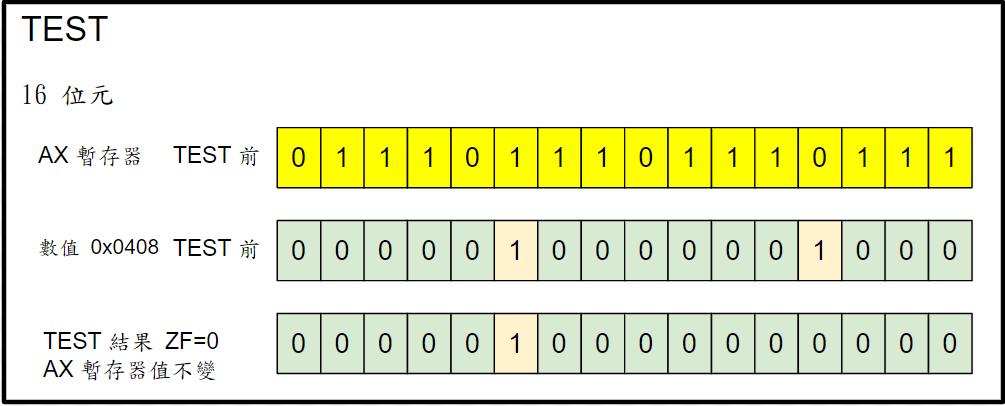 TEST
16 位元
AX 暫存器 TEST 前 0 1 1 1 0 1 1 1 0 1 1 1 0 1 1 1
數值 0x0408 TEST 前 0 0 0 0 0 1 0 0 0 0 0 0 1 0 0 0
TEST 結果 ZF=0 0 0 0 0 0 1 0 0 0 0 0 0 0 0 0 0
AX 暫存器值不變